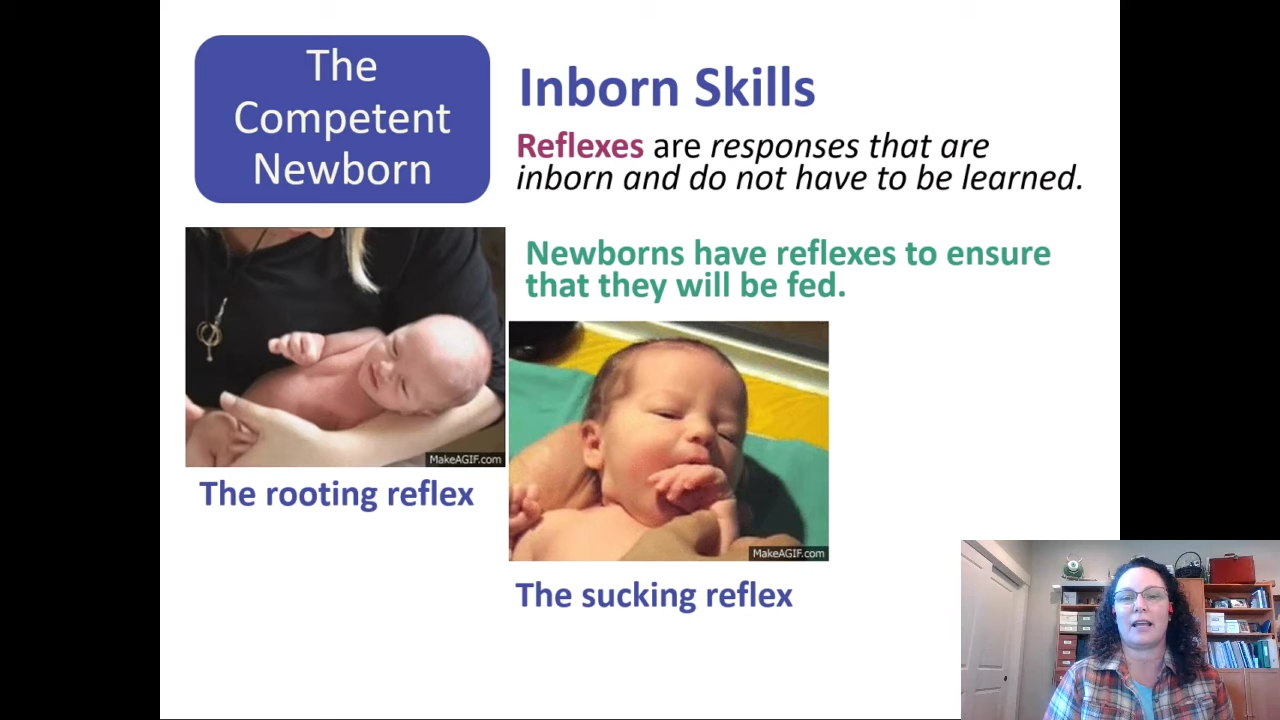 The
Competent
Newborn
Inborn Skills
Reflexes are responses that are
inborn and do not have to be learned.
Newborns have reflexes to ensure
that they will be fed.
MakeAGIF.com
The rooting reflex
MakeAGIF.com
The sucking reflex